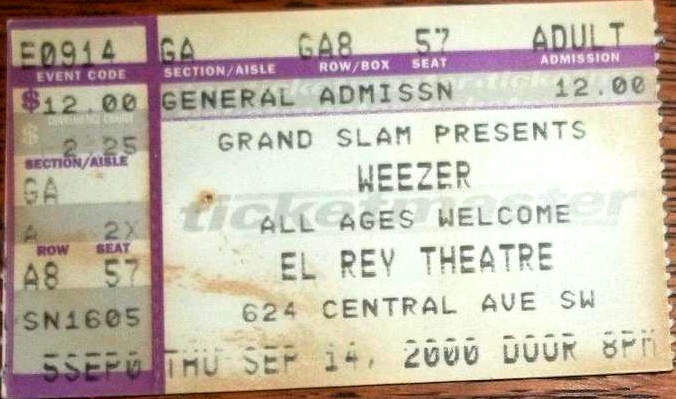 E0914 GA GA8 57 ADULT
EVENT CODE SECTION/AISLE ROW/BOX SEAT ADMISSION
$ 12.00 GENERAL ADMISSN 12.00
CONVENIENCE CHARGE
$ 2.25 GRAND SLAM PRESENTS
SECTION/AISLE WEEZER
GA ticketmaster
A 2X ALL AGES WELCOME
ROW SEAT EL REY THEATRE
A8 57
SN1605 624 CENTRAL AVE SW
5SEP0 THU SEP 14, 2000 DOOR 8PM